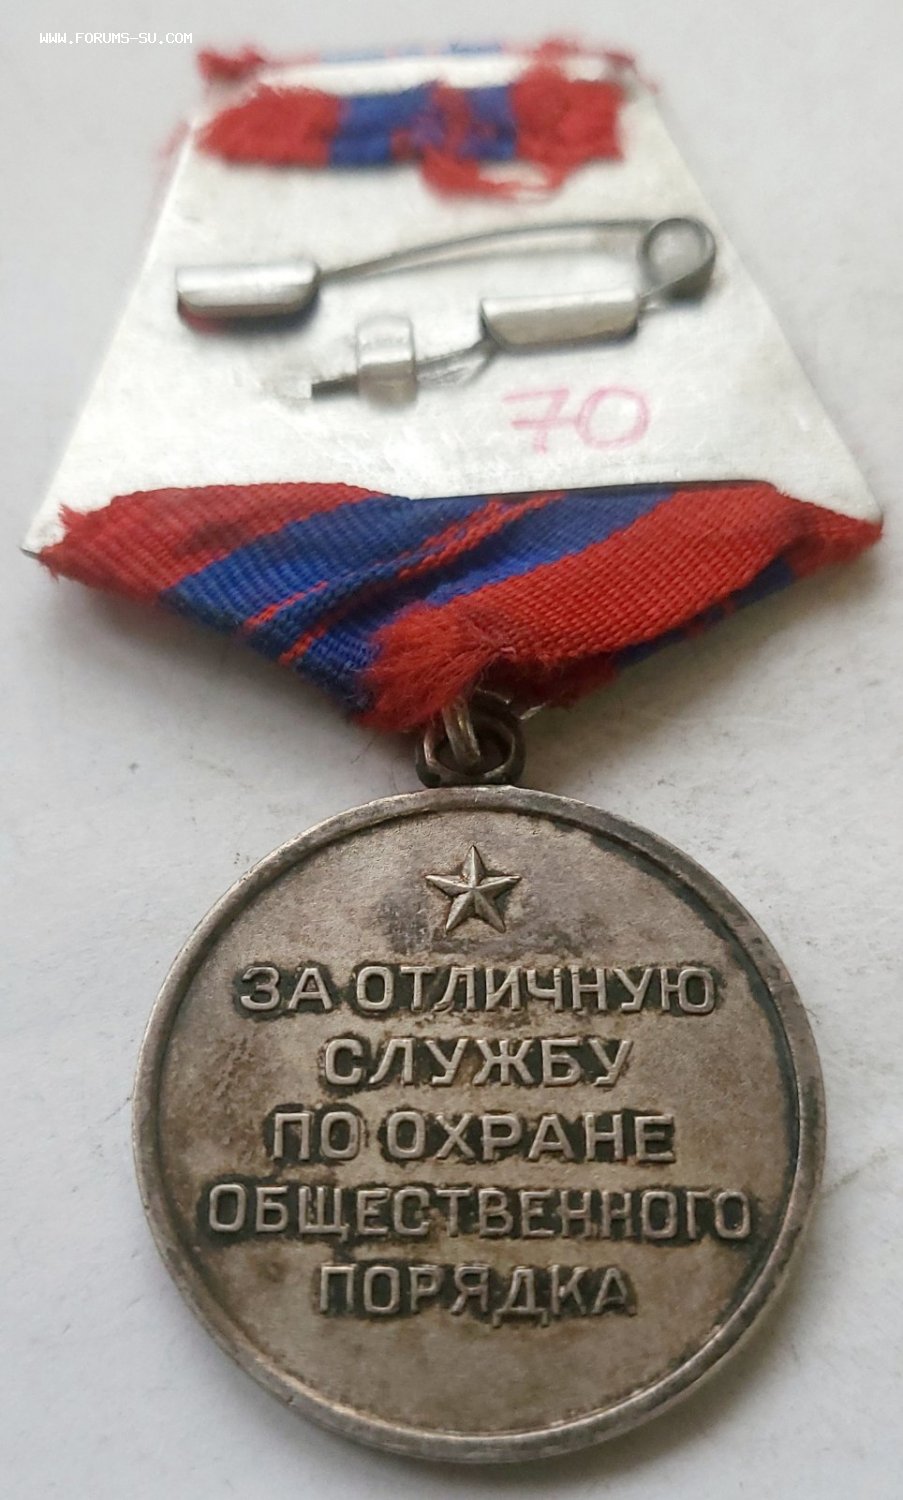 WWW.FORUMS-SU.COM
70
ЗА ОТЛИЧНУЮ
СЛУЖБУ
ПО ОХРАНЕ
ОБЩЕСТВЕННОГО
ПОРЯДКА